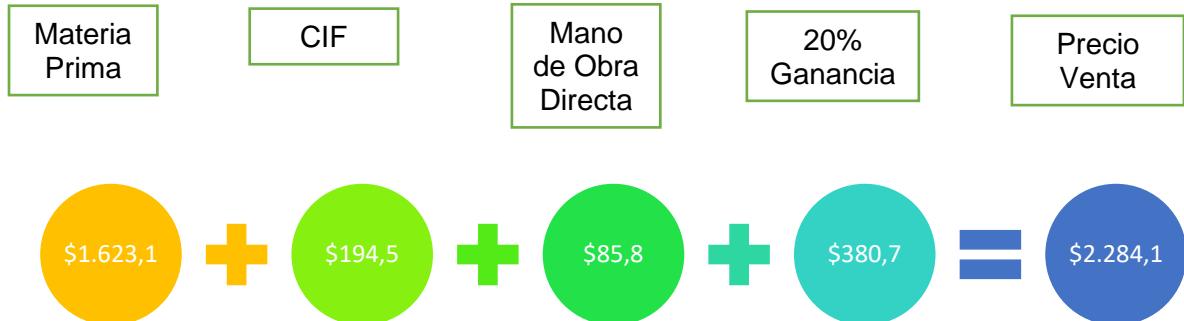 Materia
Prima
CIF
Mano
de Obra
Directa
20%
Ganancia
Precio
Venta
$1.623,1
$194,5
$85,8
$380,7
$2.284,1